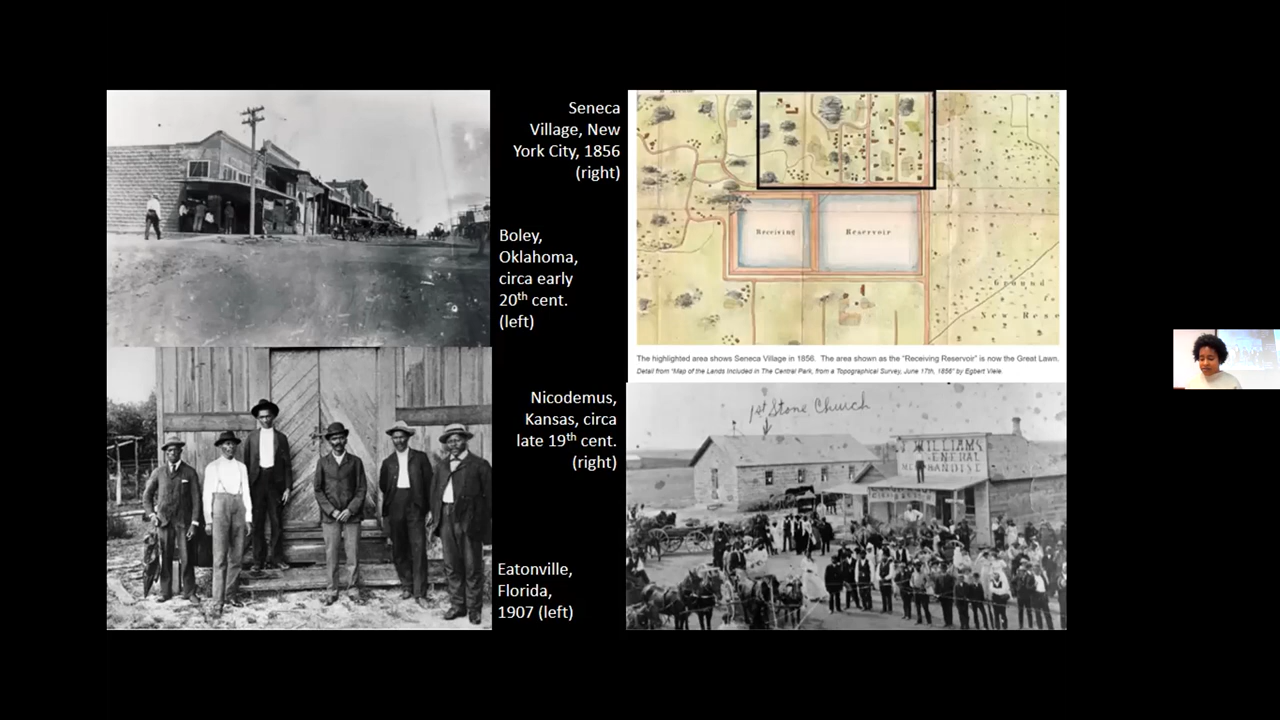 Seneca
Village, New
York City, 1856
(right)
Boley,
Oklahoma,
circa early
20th cent.
(left)
Receiving
Reservoir
Ground
fo
New Rese
The highlighted area shows Seneca Village in 1856. The area shown as the "Receiving Reservoir" is now the Great Lawn.
Detail from "Map of the Lands Included in The Central Park, from a Topographical Survey, June 17th, 1856" by Egbert Viele.
Nicodemus,
Kansas, circa
late 19th cent.
(right)
1st Stone Church
WILLIAMS
GENERAL
MERCHANDISE
Eatonville,
Florida,
1907 (left)